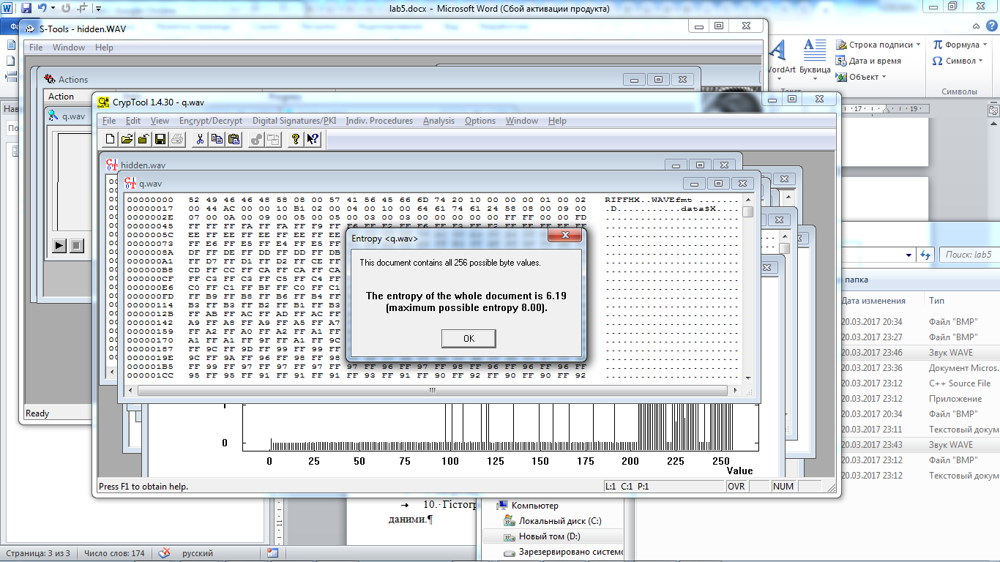 lab5.docx - Microsoft Word (Сбой активации продукта)
S-Tools - hidden.WAV
File Window Help
Actions
Action
q.wav
Строка подписи
Дата и время
Объект
WordArt
Буквица
Формула
Символ
Символы
17 19
CrypTool 1.4.30 - q.wav
File Edit View Encrypt/Decrypt Digital Signatures/PKI Indiv. Procedures Analysis Options Window Help
hidden.wav
q.wav
00000000 52 49 46 46 48 58 08 00 57 41 56 45 66 6D 74 20 10 00 00 00 01 00 02 RIFFHX..WAVEfmt .......
00000017 00 44 AC 00 00 10 B1 02 00 04 00 10 00 64 61 74 61 24 58 08 00 09 00 .D...........data$X....
0000002E 07 00 0A 00 09 00 05 00 05 00 03 00 03 00 00 00 00 00 FF FF 00 00 FD
00000045 FF FF FF FA FF FA FF F9 FF F6 FF F2 FF F6 FF F3 FF F2 FF EE FF EE FF
0000005C EE FF EE FF EE FF EE FF EE
00000073 FF E6 FF E5 FF E4 FF E5 FF
0000008A DF FF DE FF DD FF DD FF DB
000000A1 FF D7 FF D1 FF D2 FF CE FF
000000B8 CD FF CC FF CA FF CA FF CA
000000CF FF C3 FF C3 FF C5 FF C4 FF
000000E6 C0 FF C1 FF BF FF C0 FF C1
000000FD FF B9 FF B8 FF B6 FF B4 FF
00000114 B3 FF B3 FF B2 FF B1 FF B3
0000012B FF AB FF AC FF AD FF AC FF
00000142 A9 FF A8 FF A9 FF A5 FF A7
00000159 FF A2 FF A0 FF A2 FF A1 FF
00000170 A1 FF A1 FF 9F FF A1 FF 9C
00000187 FF 9C FF 9D FF 99 FF 99 FF
0000019E 9C FF 9A FF 96 FF 98 FF 98
000001B5 FF 99 FF 97 FF 97 FF 97 FF 97 FF 96 FF 97 FF 98 FF 96 FF 96 FF 96 FF
000001CC 95 FF 95 FF 91 FF 91 FF 91 FF 93 FF 91 FF 90 FF 92 FF 90 FF 90 FF 92
Entropy <q.wav>
This document contains all 256 possible byte values.
The entropy of the whole document is 6.19
(maximum possible entropy 8.00).
OK
0
0 25 50 75 100 125 150 175 200 225 250
Value
Press F1 to obtain help.
L:1 C:1 P:1 OVR NUM
Ready
Поиск: lab5
папка
Дата изменения Тип
20.03.2017 20:34 Файл "BMP"
20.03.2017 23:27 Файл "BMP"
20.03.2017 23:46 Звук WAVE
20.03.2017 23:36 Документ Micros..
20.03.2017 23:12 C++ Source File
20.03.2017 23:12 Приложение
20.03.2017 20:34 Файл "BMP"
20.03.2017 23:11 Текстовый докум
20.03.2017 23:43 Звук WAVE
20.03.2017 23:12 Файл "BMP"
20.03.2017 23:12 Текстовый докум
10. Гістогр
даними.¶
Компьютер
Локальный диск (C:)
Новый том (D:)
Зарезервировано системо
Страница: 3 из 3 Число слов: 174 русский